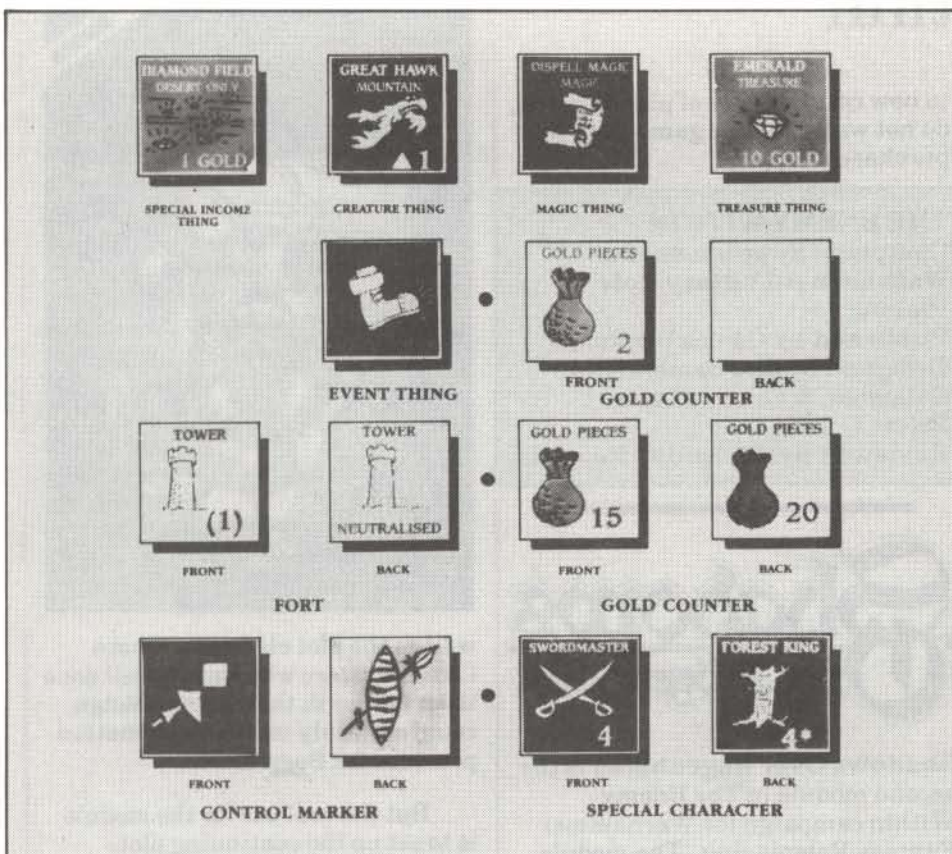 DIAMOND FIELD
DESERT ONLY
1 GOLD
GREAT HAWK
MOUNTAIN
1
DISPELL MAGIC
MAGIC
EMERALD
TREASURE
10 GOLD
SPECIAL INCOM2
THING
CREATURE THING
MAGIC THING
TREASURE THING
GOLD PIECES
2
EVENT THING
FRONT
BACK
GOLD COUNTER
TOWER
(1)
TOWER
NEUTRALISED
GOLD PIECES
15
GOLD PIECES
20
FRONT
BACK
FRONT
BACK
FORT
GOLD COUNTER
SWORDMASTER
4
FOREST KING
4*
FRONT
BACK
FRONT
BACK
CONTROL MARKER
SPECIAL CHARACTER